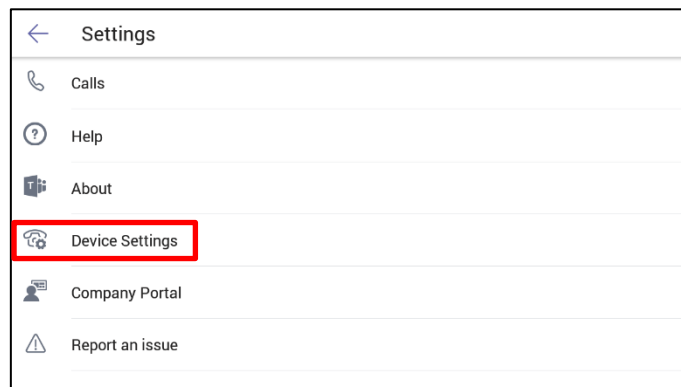 Settings
Calls
Help
About
Device Settings
Company Portal
Report an issue